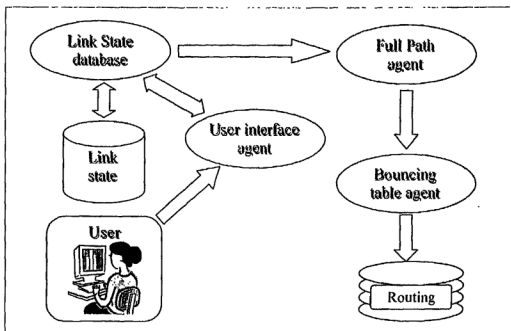 Link State
database
Full Path
agent
User interface
agent
Link
state
Bouncing
table agent
User
Routing